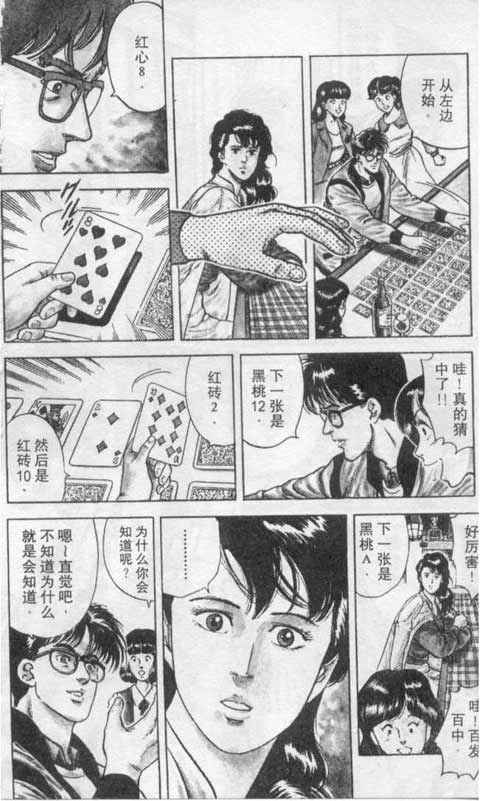 从左边
开始．
红心8．
8
8
哇！真的猜
中了！！
下一张是
黑桃12．
红砖2．
然后是
红砖10．
好厉害！
下一张是
黑桃A．
哇！百发
百中．
………
为什么你会
知道呢？
嗯～直觉吧，
不知道为什么
就是会知道．